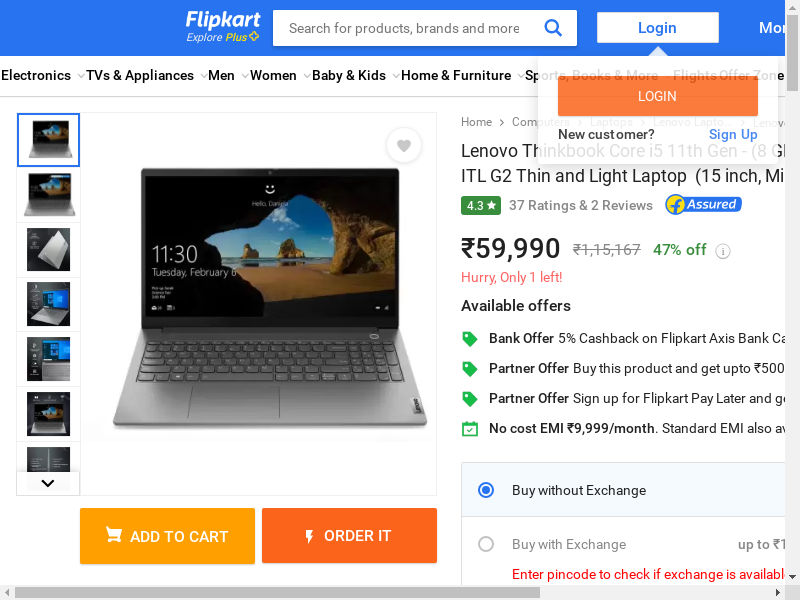 Flipkart
Explore Plus
Search for products, brands and more
Login
Mor
Electronics
TVs & Appliances
Men
Women
Baby & Kids
Home & Furniture
Sports, Books & More
Flights
Offer Zone
LOGIN
New customer?
Sign Up
Home
Computers
Laptops
Lenovo Lapto...
Lenovo
Lenovo Thinkbook Core i5 11th Gen - (8 G
ITL G2 Thin and Light Laptop (15 inch, Mi
4.3
37 Ratings & 2 Reviews
Assured
₹59,990
₹1,15,167
47% off
Hurry, Only 1 left!
Available offers
Bank Offer 5% Cashback on Flipkart Axis Bank Ca
Partner Offer Buy this product and get upto ₹500
Partner Offer Sign up for Flipkart Pay Later and ge
No cost EMI ₹9,999/month. Standard EMI also av
Buy without Exchange
Buy with Exchange
up to ₹1
Enter pincode to check if exchange is availabl
Hello, Daniel
11:30
Tuesday, February 6
Lenovo
ADD TO CART
ORDER IT